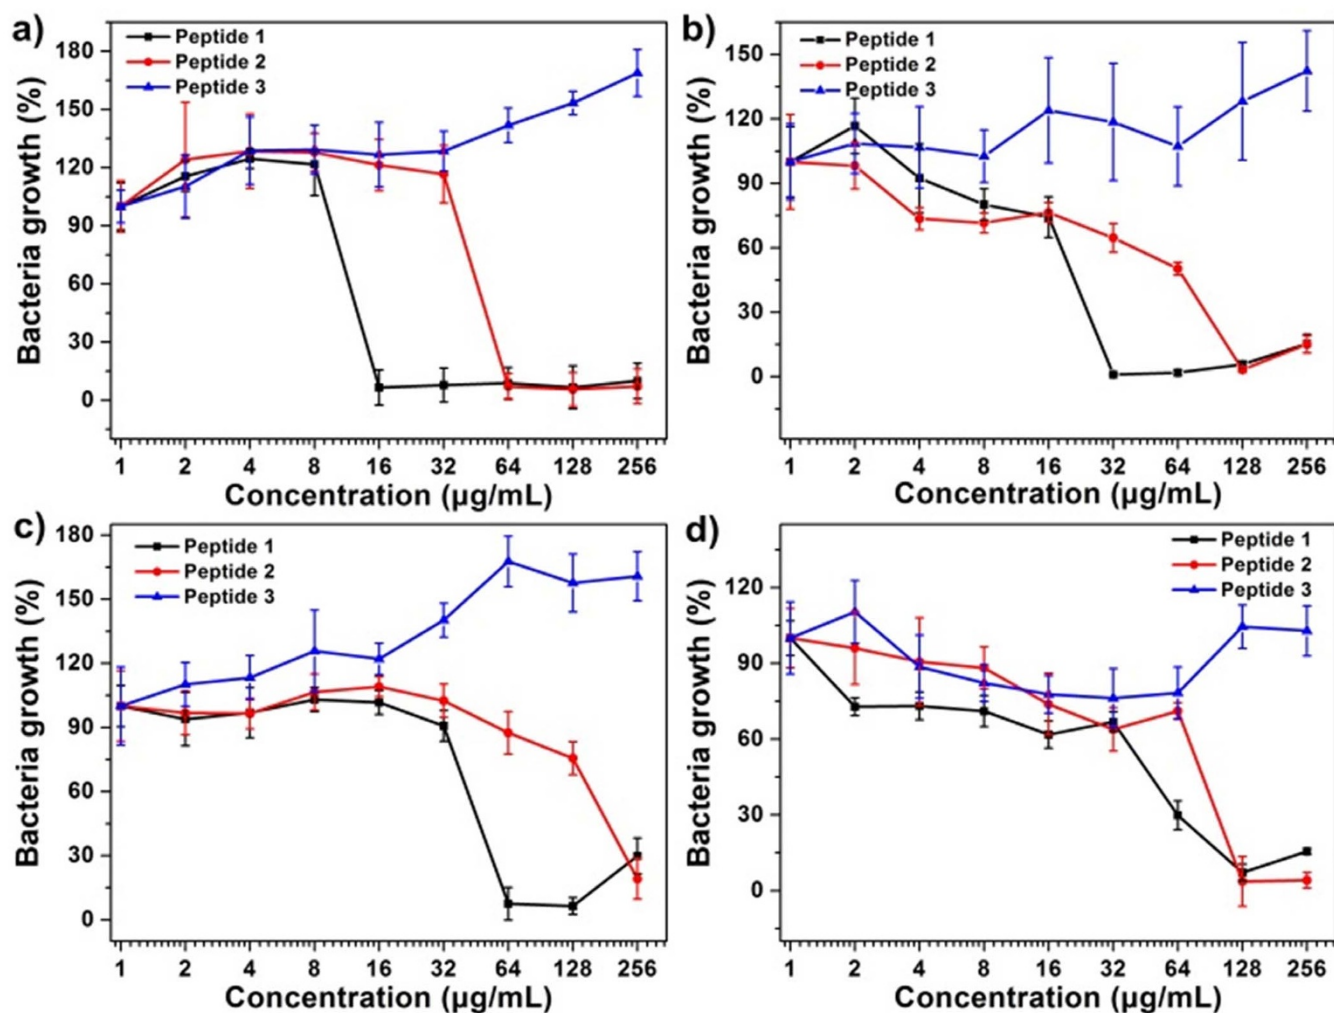 a)
Peptide 1
Peptide 2
Peptide 3
180
150
120
90
60
30
0
Bacteria growth (%)
1 2 4 8 16 32 64 128 256
Concentration (µg/mL)
b)
Peptide 1
Peptide 2
Peptide 3
150
120
90
60
30
0
Bacteria growth (%)
1 2 4 8 16 32 64 128 256
Concentration (µg/mL)
c)
Peptide 1
Peptide 2
Peptide 3
180
150
120
90
60
30
0
Bacteria growth (%)
1 2 4 8 16 32 64 128 256
Concentration (µg/mL)
d)
Peptide 1
Peptide 2
Peptide 3
120
90
60
30
0
Bacteria growth (%)
1 2 4 8 16 32 64 128 256
Concentration (µg/mL)